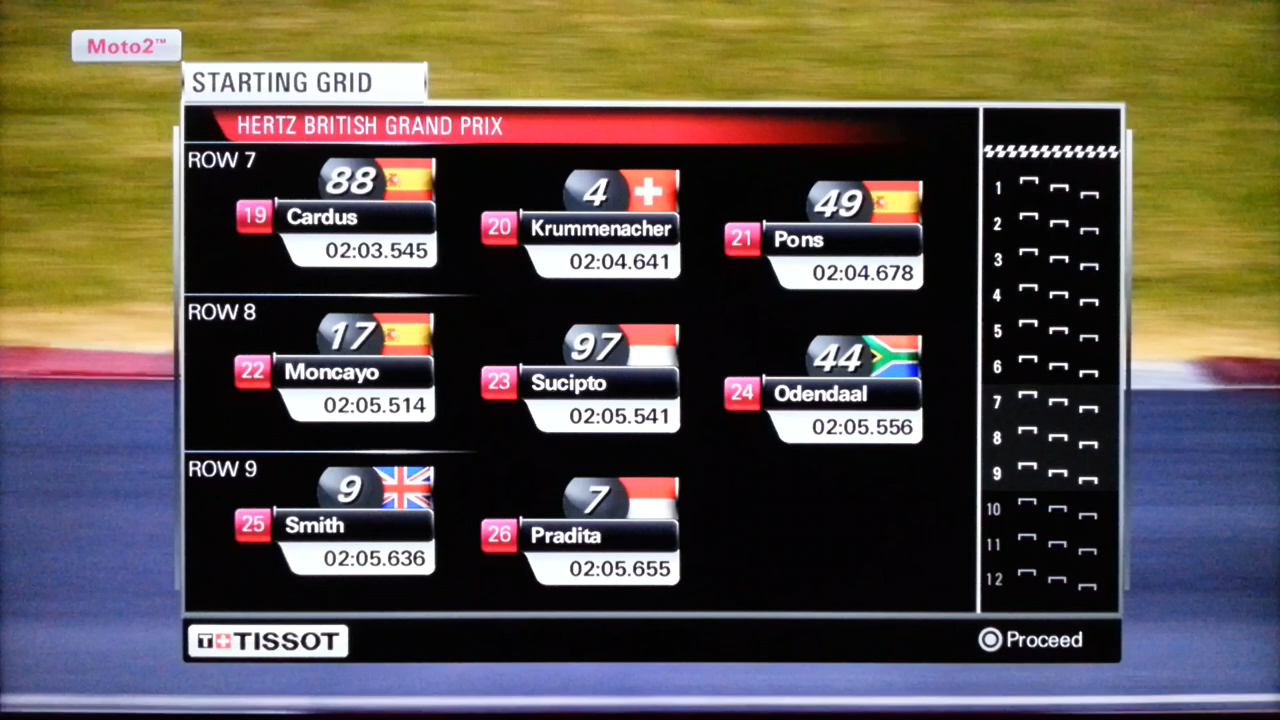 Moto2™
STARTING GRID
HERTZ BRITISH GRAND PRIX
ROW 7
88
19 Cardus
02:03.545
4
20 Krummenacher
02:04.641
49
21 Pons
02:04.678
ROW 8
17
22 Moncayo
02:05.514
97
23 Sucipto
02:05.541
44
24 Odendaal
02:05.556
ROW 9
9
25 Smith
02:05.636
7
26 Pradita
02:05.655
1
2
3
4
5
6
7
8
9
10
11
12
T+ TISSOT
Proceed